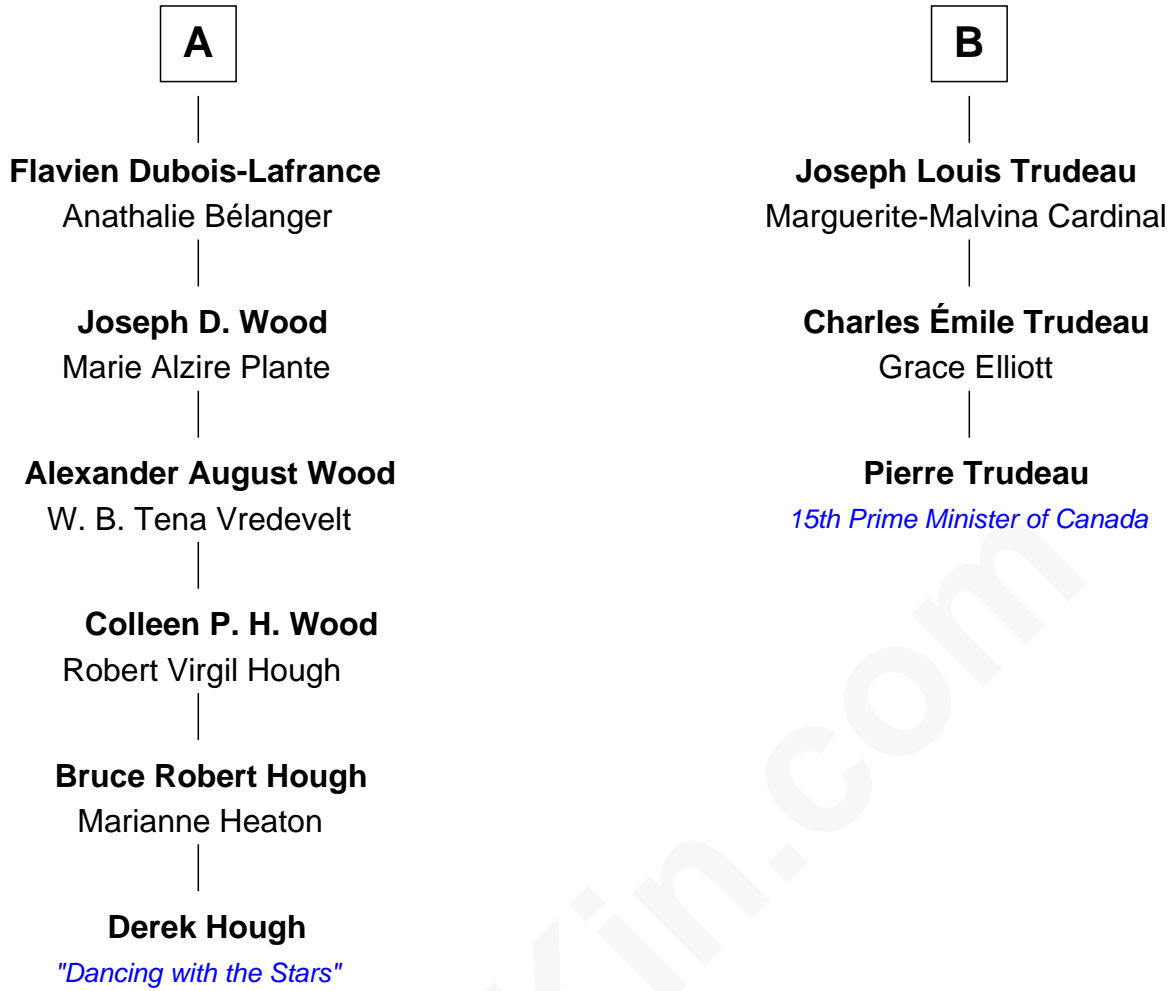 A
Flavien Dubois-Lafrance
Anathalie Bélanger
Joseph D. Wood
Marie Alzire Plante
Alexander August Wood
W. B. Tena Vredevelt
Colleen P. H. Wood
Robert Virgil Hough
Bruce Robert Hough
Marianne Heaton
Derek Hough
"Dancing with the Stars"
B
Joseph Louis Trudeau
Marguerite-Malvina Cardinal
Charles Émile Trudeau
Grace Elliott
Pierre Trudeau
15th Prime Minister of Canada
Kin.com